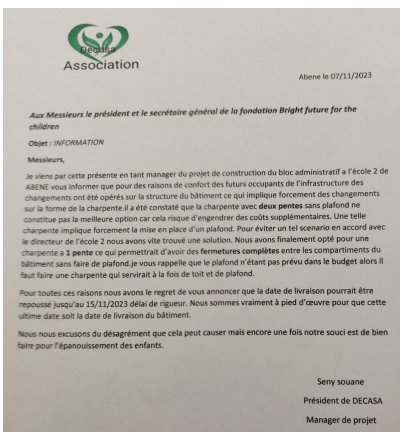 Decasa
Association
Abene le 07/11/2023
Aux Messieurs le président et le secrétaire général de la fondation Bright future for the
children
Objet : INFORMATION
Messieurs,
Je viens par cette présente en tant manager du projet de construction du bloc administratif a l'école 2 de
ABENE vous informer que pour des raisons de confort des futurs occupants de l'infrastructure des
changements ont été opérés sur la structure du bâtiment ce qui implique forcement des changements
sur la forme de la charpente.il a été constaté que la charpente avec deux pentes sans plafond ne
constitue pas la meilleure option car cela risque d'engendrer des coûts supplémentaires. Une telle
charpente implique forcement la mise en place d'un plafond. Pour éviter un tel scenario en accord avec
le directeur de l'école 2 nous avons vite trouvé une solution. Nous avons finalement opté pour une
charpente a 1 pente ce qui permettrait d'avoir des fermetures complètes entre les compartiments du
bâtiment sans faire de plafond.je vous rappelle que le plafond n'étant pas prévu dans le budget alors il
faut faire une charpente qui servirait à la fois de toit et de plafond.
Pour toutes ces raisons nous avons le regret de vous annoncer que la date de livraison pourrait être
repoussé jusqu'au 15/11/2023 délai de rigueur. Nous sommes vraiment à pied d'œuvre pour que cette
ultime date soit la date de livraison du bâtiment.
Nous nous excusons du désagrément que cela peut causer mais encore une fois notre souci est de bien
faire pour l'épanouissement des enfants.
Seny souane
Président de DECASA
Manager de projet